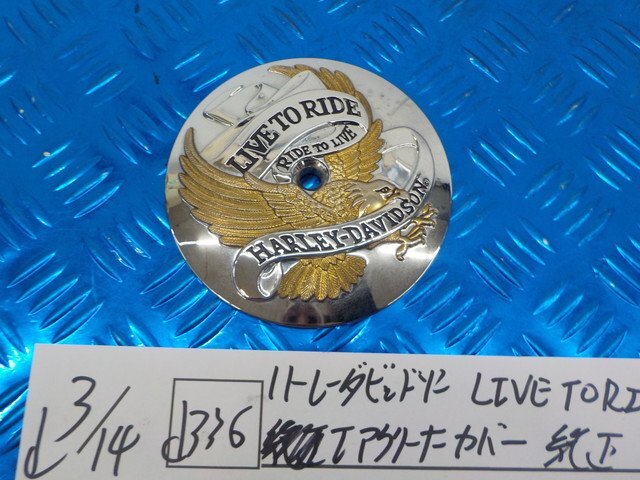 LIVE TO RIDE
RIDE TO LIVE
HARLEY-DAVIDSON
®
3/14
d336
ハーレーダビッドソン LIVE TO RI
エアクリーナーカバー 純正